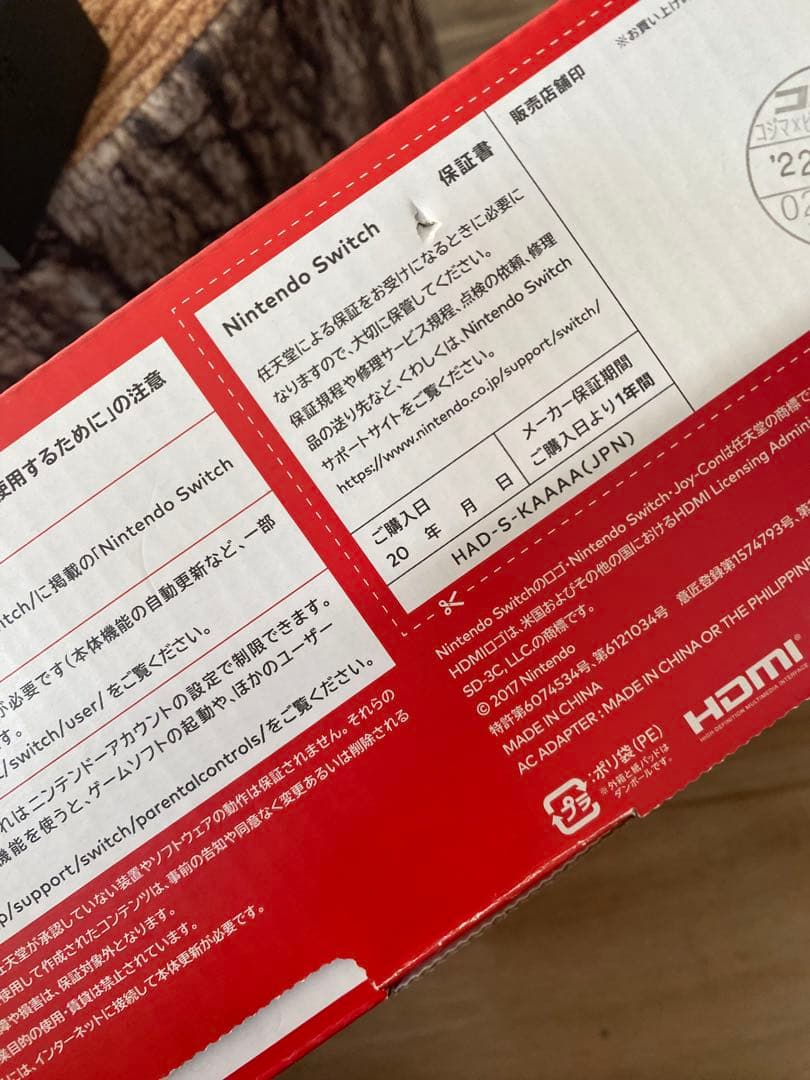 ※お買い上げ
販売店舗印
コジマ×ビ
'22
Nintendo Switch 保証書
任天堂による保証をお受けになるときに必要に
なりますので、大切に保管してください。
保証規程や修理サービス規程、点検の依頼、修理
品の送り先など、くわしくは、Nintendo Switch
サポートサイトをご覧ください。
https://www.nintendo.co.jp/support/switch/
ご購入日
20 年 月 日
メーカー保証期間
ご購入日より1年間
HAD-S-KAAAA(JPN)
使用するために」の注意
witch/に掲載の「Nintendo Switch
が必要です(本体機能の自動更新など、一部
す。
/switch/user/ をご覧ください。
れはニンテンドーアカウントの設定で制限できます。
機能を使うと、ゲームソフトの起動や、ほかのユーザー
p/support/switch/parentalcontrols/をご覧ください。
任天堂が承認していない装置やソフトウェアの動作は保証されません。それらの
使用して作成されたコンテンツは、事前の告知や同意なく変更あるいは削除される
障や損害は、保証対象外となります。
業目的の使用・賃貸は禁止されています。
には、インターネットに接続して本体更新が必要です。
Nintendo Switchのロゴ・Nintendo Switch・Joy-Conは任天堂の商標で
HDMIロゴは、米国およびその他の国におけるHDMI Licensing Admini
SD-3C, LLC.の商標です。
© 2017 Nintendo
特許第6074534号、第6121034号 意匠登録第1574793号、第
MADE IN CHINA
AC ADAPTER : MADE IN CHINA OR THE PHILIPPINE
プラ
:ポリ袋(PE)
※外箱と紙パッドは
ダンボールです。
HDMI
HIGH-DEFINITION MULTIMEDIA INTERFACE